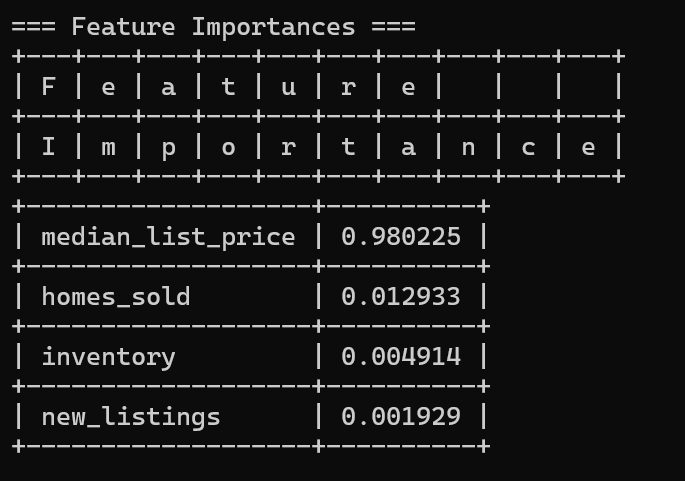 === Feature Importances ===
+---+---+---+---+---+---+---+---+---+---+
| F | e | a | t | u | r | e |   |   |   |
+---+---+---+---+---+---+---+---+---+---+
| I | m | p | o | r | t | a | n | c | e |
+---+---+---+---+---+---+---+---+---+---+
+-------------------+----------+
| median_list_price | 0.980225 |
+-------------------+----------+
| homes_sold        | 0.012933 |
+-------------------+----------+
| inventory         | 0.004914 |
+-------------------+----------+
| new_listings      | 0.001929 |
+-------------------+----------+